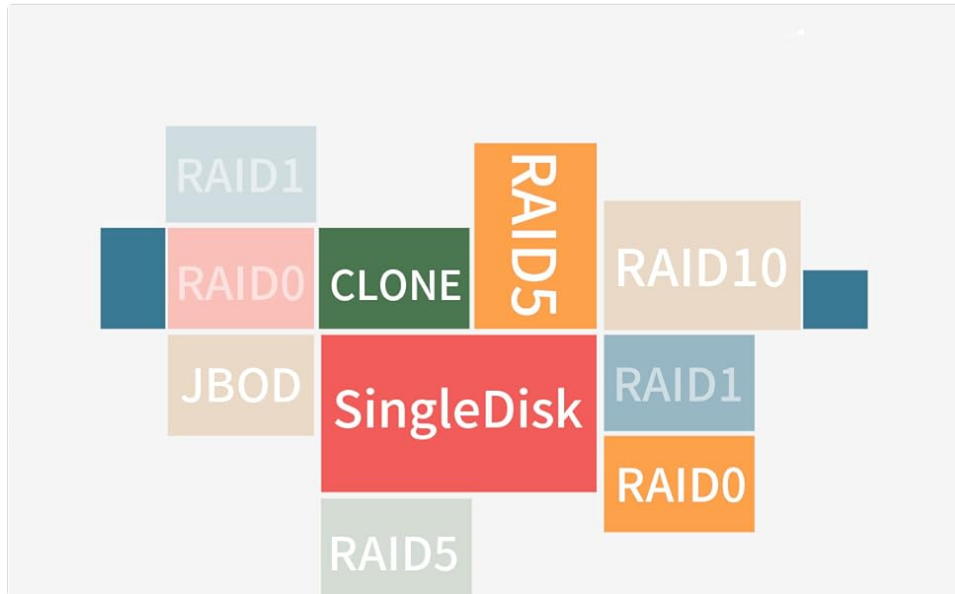 RAID1
RAID5
RAID0
CLONE
RAID10
JBOD
SingleDisk
RAID1
RAID0
RAID5